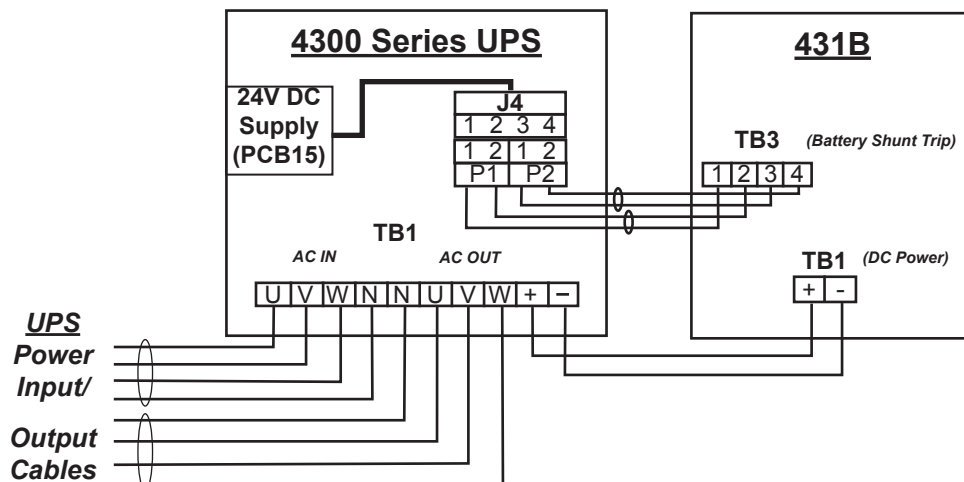 4300 Series UPS
431B
24V DC
Supply
(PCB15)
J4
1 2 3 4
1 2 1 2
P1 P2
TB3 (Battery Shunt Trip)
1 2 3 4
TB1
AC IN AC OUT
U V W N N U V W + −
TB1 (DC Power)
+ -
UPS
Power
Input/
Output
Cables